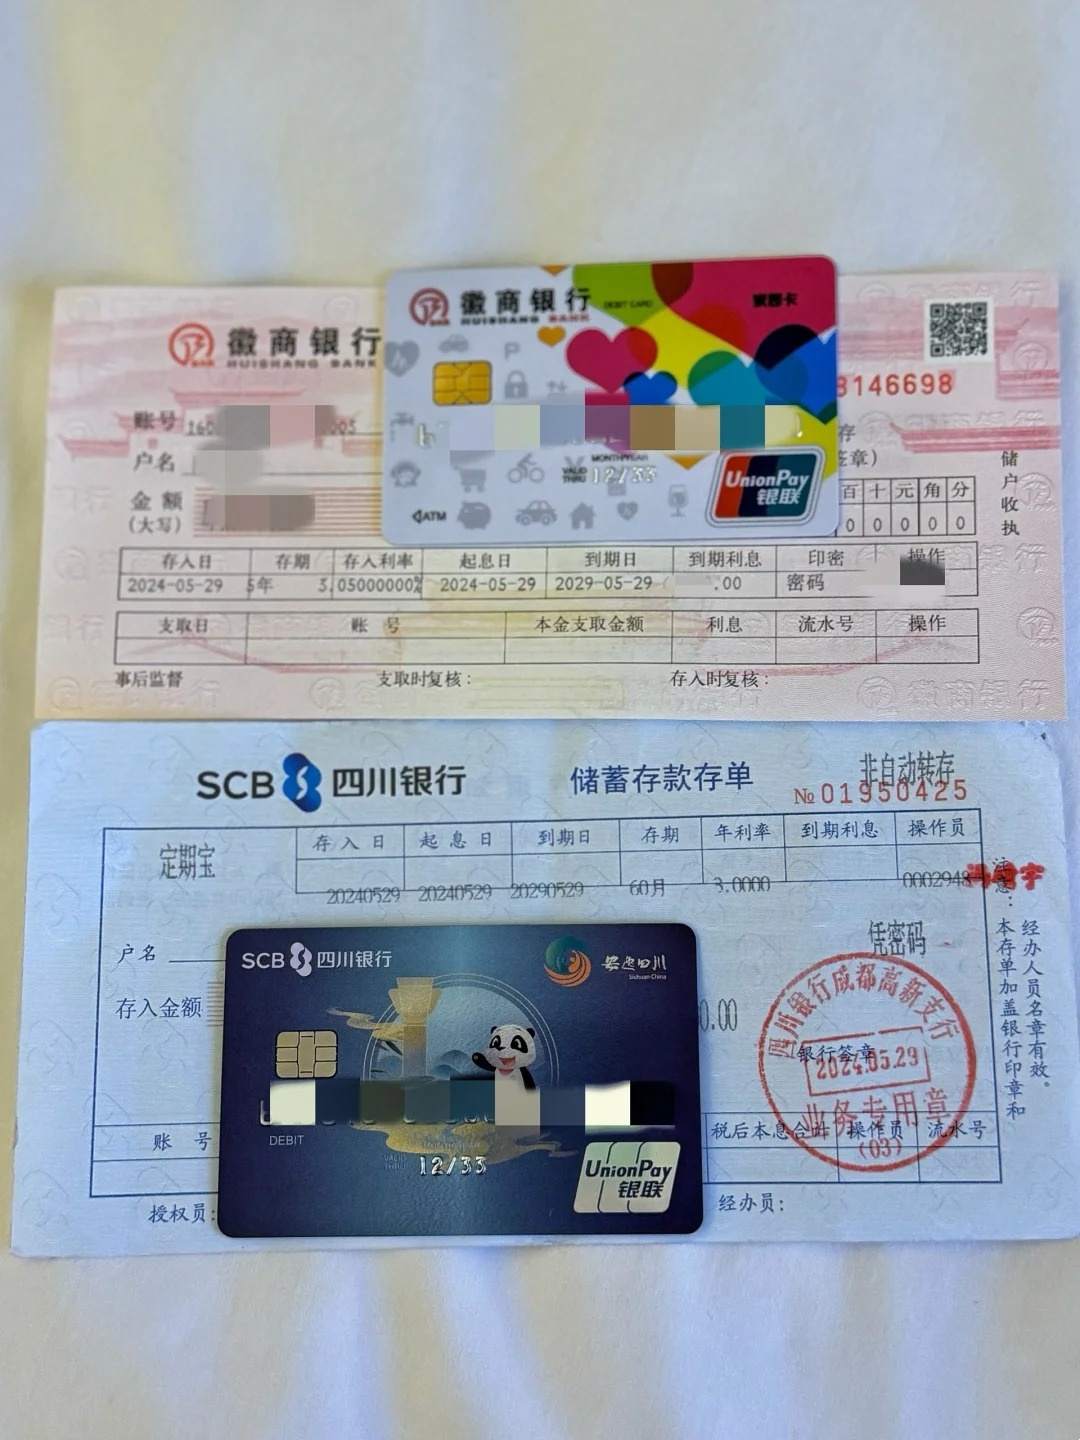 徽商银行
HUISHANG BANK
徽商银行
HUISHANG BANK
DEBIT CARD
家园卡
P
VALID THRU
MONTH/YEAR
12/33
ATM
UnionPay
银联
8146698
账号 160 005
户名
金额
(大写)
存
签章)
百 十 元 角 分
0 0 0 0 0
储户收执
存入日 存期 存入利率 起息日 到期日 到期利息 印密 操作
2024-05-29 5年 3.05000000% 2024-05-29 2029-05-29 .00 密码
支取日 账 号 本金支取金额 利息 流水号 操作
事后监督 支取时复核: 存入时复核:
SCB 四川银行 储蓄存款存单
非自动转存
№ 01950425
定期宝
存入日 起息日 到期日 存期 年利率 到期利息 操作员
20240529 20240529 20290529 60月 3.0000 0002948
户名
凭密码
存入金额
0.00
注意:
本存单加盖银行印章和
经办人员名章有效。
SCB 四川银行
安逸四川
Sichuan China
DEBIT
VALID THRU
12/33
UnionPay
银联
四川银行成都高新支行
银行签章
2024.05.29
业务专用章
(03)
账 号
税后本息合计 操作员 流水号
授权员:
经办员: